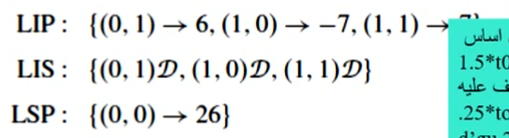 LIP : {(0, 1) → 6, (1, 0) → −7, (1, 1) →
LIS : {(0, 1)𝒟, (1, 0)𝒟, (1, 1)𝒟}
LSP : {(0, 0) → 26}
اساس
1.5*t0
ف عليه
.25*to